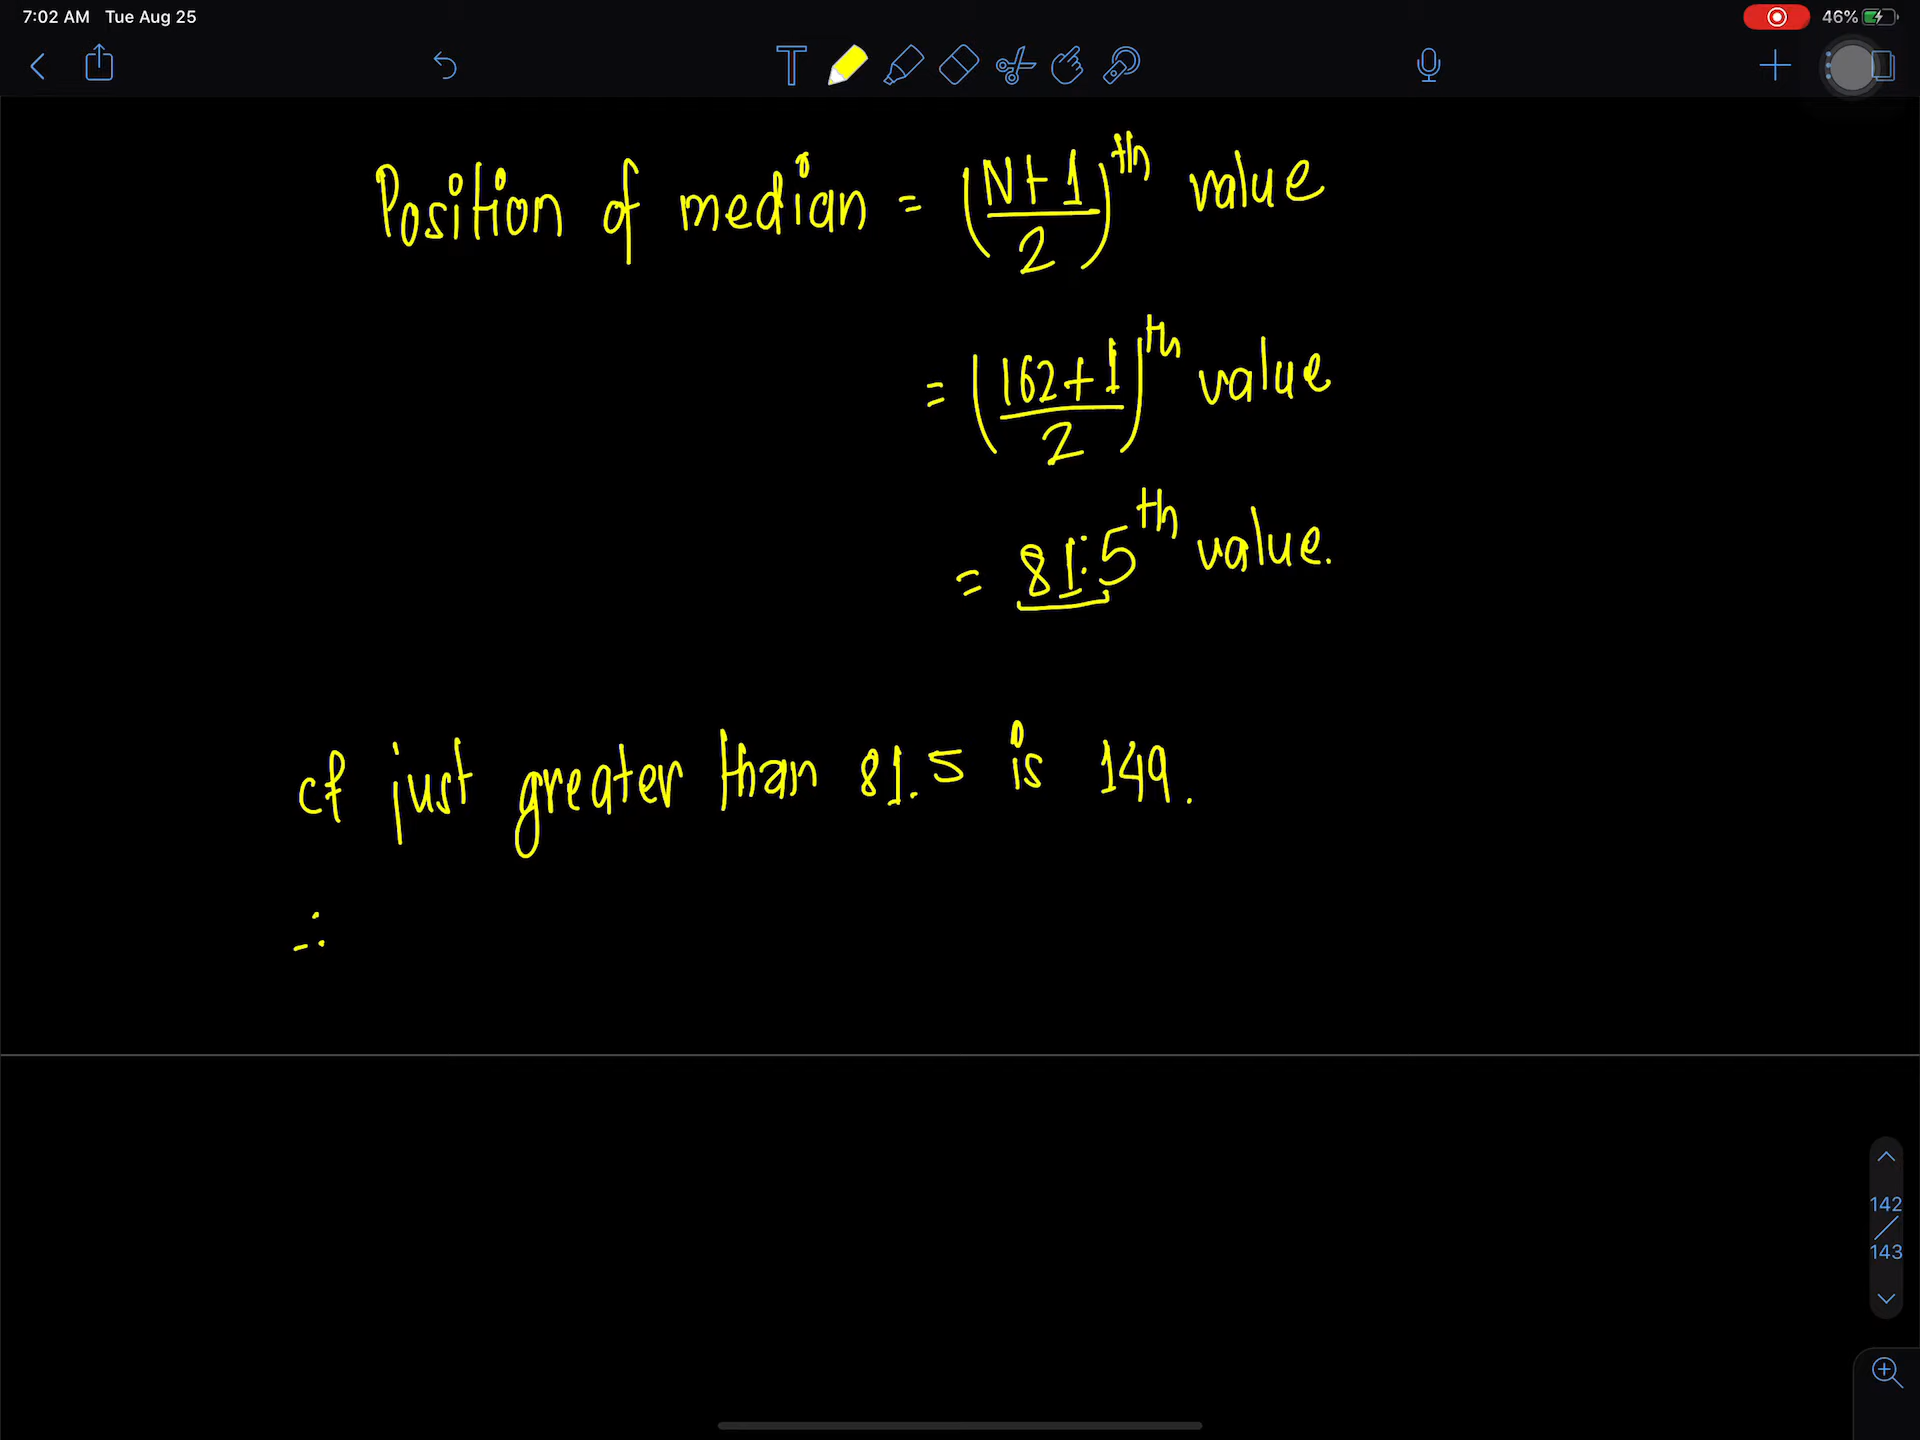 7:02 AM Tue Aug 25
46%
T
Position of median = (N+1/2)th value
= (162+1/2)th value
= 81.5th value.
cf just greater than 81.5 is 149.
∴
142
143